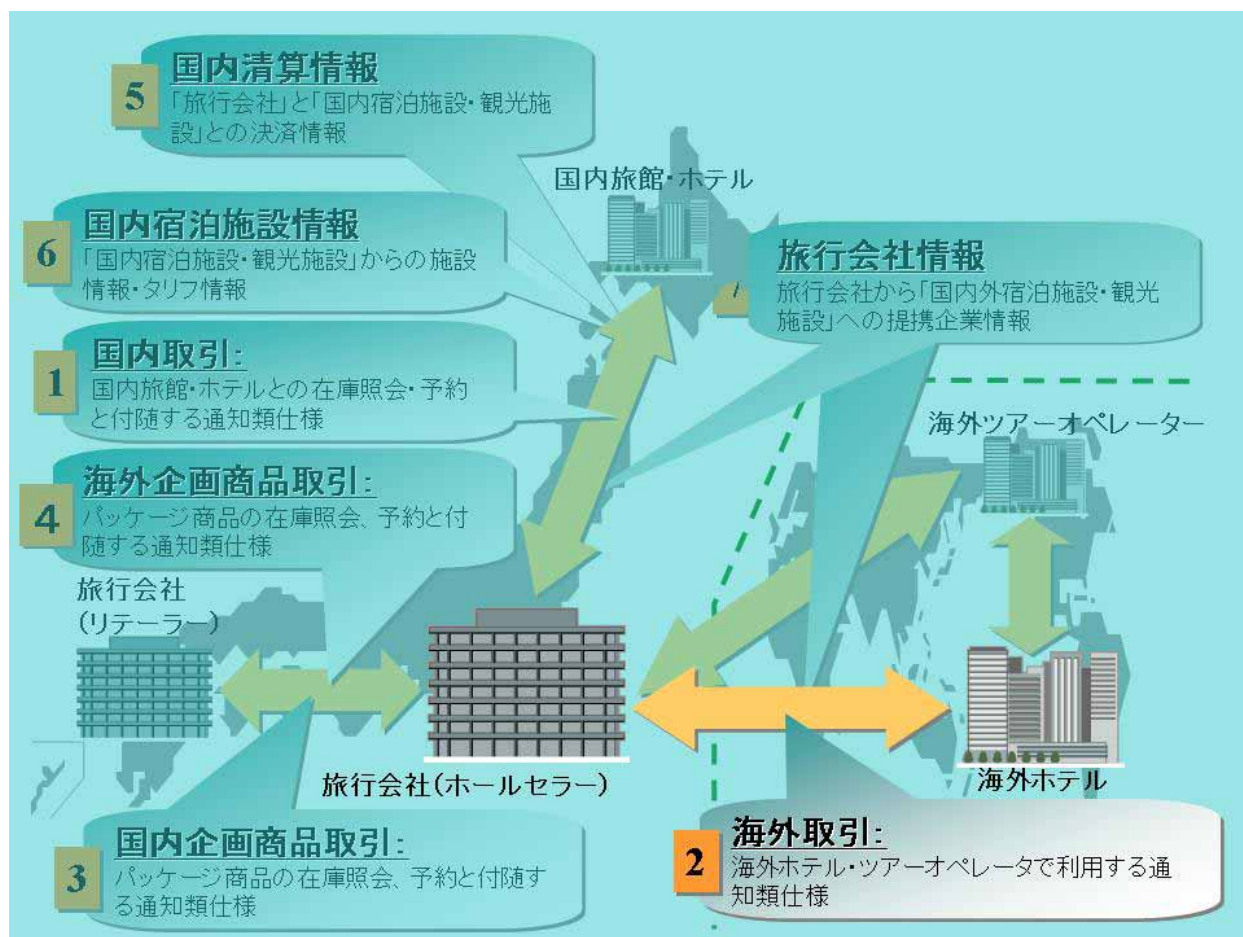 5
国内清算情報
「旅行会社」と「国内宿泊施設・観光施
設」との決済情報
国内旅館・ホテル
6
国内宿泊施設情報
「国内宿泊施設・観光施設」からの施設
情報・タリフ情報
7
旅行会社情報
旅行会社から「国内外宿泊施設・観光
施設」への提携企業情報
1
国内取引:
国内旅館・ホテルとの在庫照会・予約
と付随する通知類仕様
海外ツアーオペレーター
4
海外企画商品取引:
パッケージ商品の在庫照会、予約と付
随する通知類仕様
旅行会社
(リテーラー)
旅行会社(ホールセラー)
海外ホテル
3
国内企画商品取引:
パッケージ商品の在庫照会、予約と付随す
る通知類仕様
2
海外取引:
海外ホテル・ツアーオペレータで利用する通
知類仕様